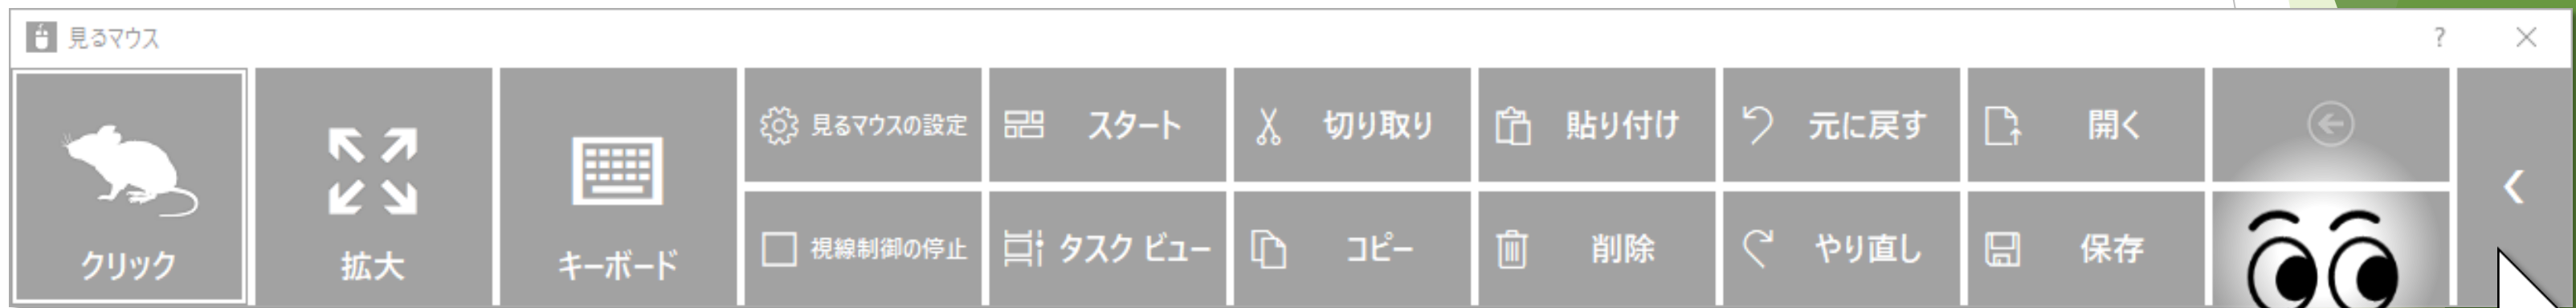 見るマウス
?
クリック
拡大
キーボード
見るマウスの設定
スタート
切り取り
貼り付け
元に戻す
開く
視線制御の停止
タスク ビュー
コピー
削除
やり直し
保存